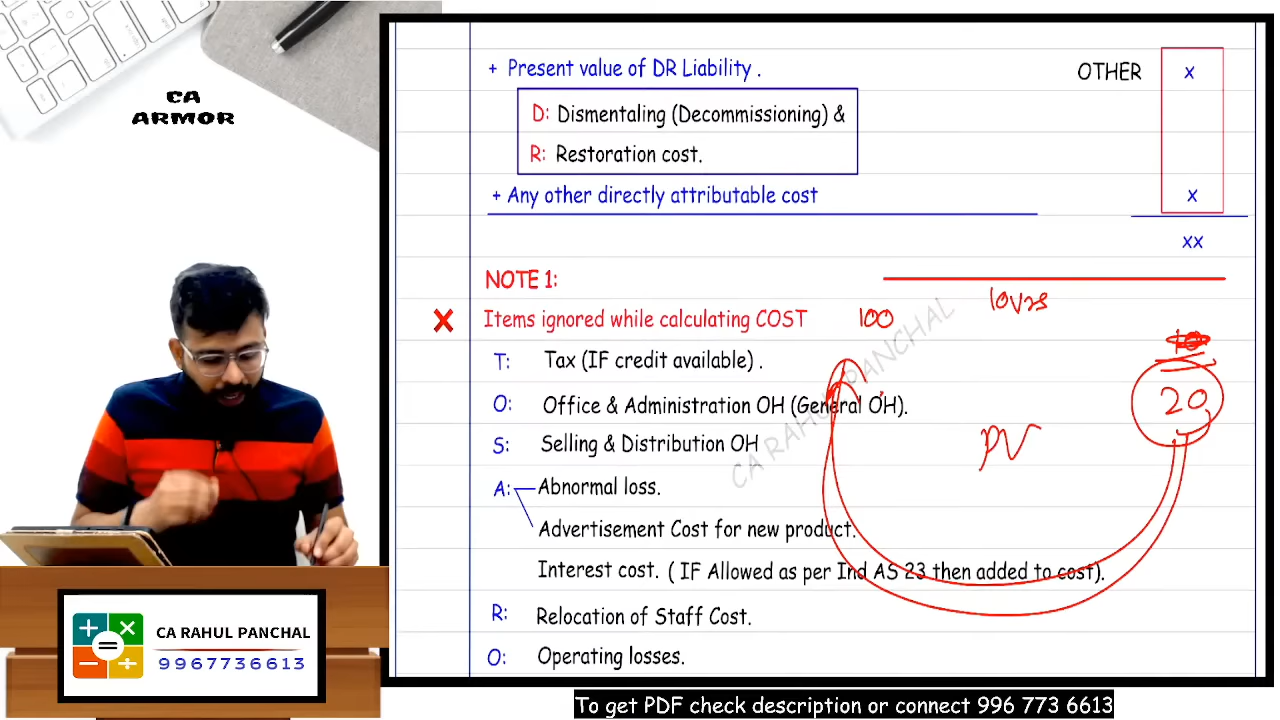 CA
ARMOR
+ Present value of DR Liability . OTHER x
D: Dismentaling (Decommissioning) &
R: Restoration cost.
+ Any other directly attributable cost x
xx
NOTE 1:
10yrs
X Items ignored while calculating COST 100
T: Tax (IF credit available) .
O: Office & Administration OH (General OH). 20
S: Selling & Distribution OH PV
A: Abnormal loss.
Advertisement Cost for new product.
Interest cost. ( IF Allowed as per Ind AS 23 then added to cost).
R: Relocation of Staff Cost.
O: Operating losses.
CA RAHUL PANCHAL
CA RAHUL PANCHAL
9967736613
To get PDF check description or connect 996 773 6613